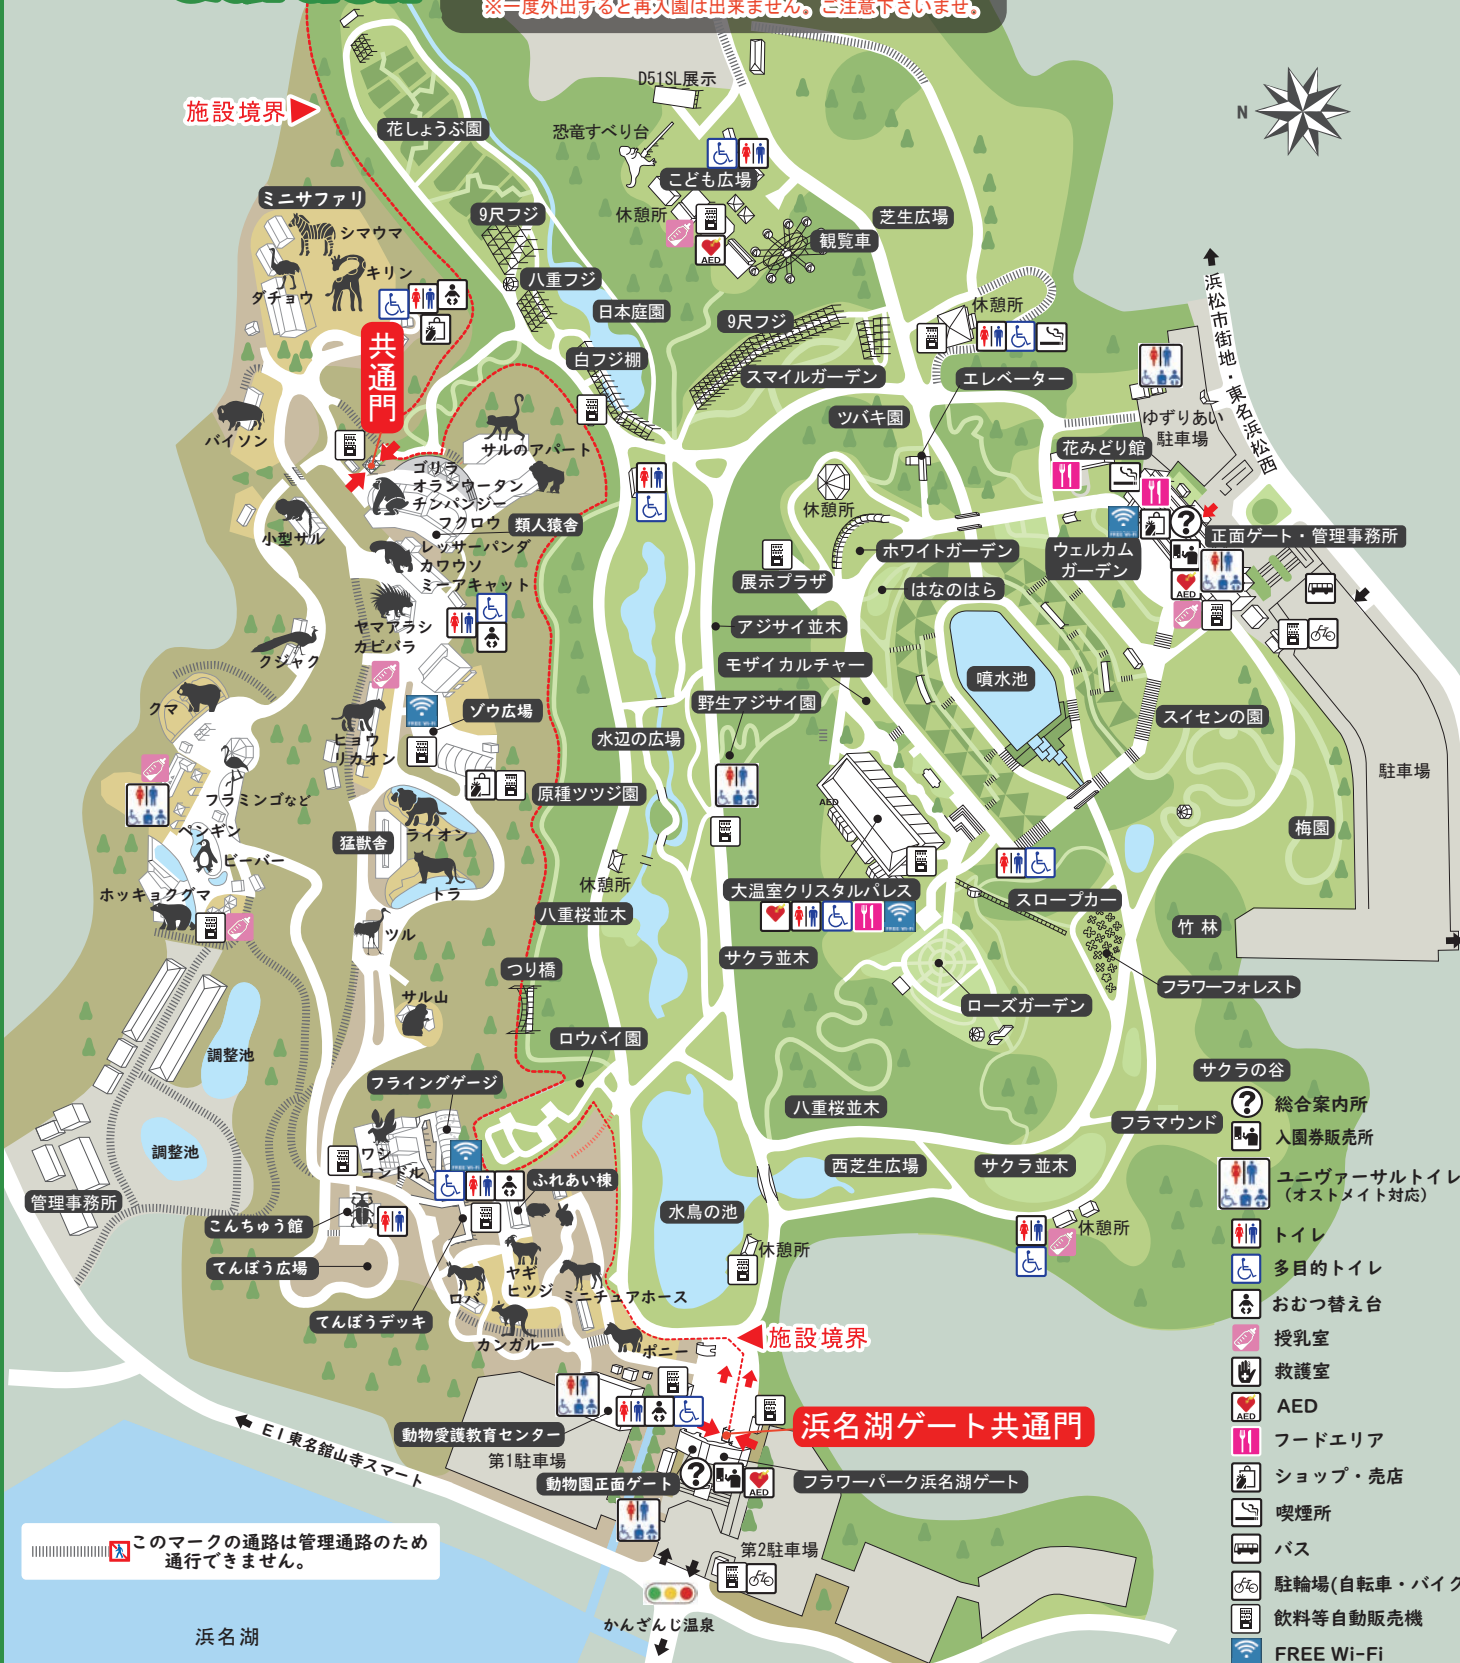 ※一度外出すると再入園は出来ません。ご注意下さいませ。
D51SL展示
施設境界
花しょうぶ園
恐竜すべり台
こども広場
N
ミニサファリ
シマウマ
9尺フジ
休憩所
芝生広場
観覧車
AED
キリン
ダチョウ
八重フジ
日本庭園
9尺フジ
休憩所
浜松市街地・東名浜松西
共通門
白フジ棚
スマイルガーデン
エレベーター
ツバキ園
ゆずりあい
駐車場
花みどり館
バイソン
サルのアパート
ゴリラ
オランウータン
チンパンジー
フクロウ
類人猿舎
休憩所
小型サル
レッサーパンダ
カワウソ
ミーアキャット
ホワイトガーデン
ウェルカム
ガーデン
正面ゲート・管理事務所
FREE Wi-Fi
AED
展示プラザ
はなのはら
ヤマアラシ
カピバラ
アジサイ並木
クジャク
モザイカルチャー
噴水池
クマ
FREE Wi-Fi
ゾウ広場
野生アジサイ園
スイセンの園
ヒョウ
リカオン
水辺の広場
駐車場
フラミンゴなど
原種ツツジ園
AED
梅園
ペンギン
猛獣舎
ライオン
ビーバー
トラ
休憩所
大温室クリスタルパレス
FREE Wi-Fi
スロープカー
ホッキョクグマ
八重桜並木
竹林
ツル
サクラ並木
つり橋
フラワーフォレスト
サル山
ローズガーデン
調整池
ロウバイ園
サクラの谷
フライングゲージ
八重桜並木
総合案内所
フラマウンド
入園券販売所
調整池
ワシ
コンドル
FREE Wi-Fi
西芝生広場
サクラ並木
ユニヴァーサルトイレ
(オストメイト対応)
管理事務所
ふれあい棟
水鳥の池
こんちゅう館
休憩所
休憩所
トイレ
てんぼう広場
ヤギ
ヒツジ
ロバ
ミニチュアホース
多目的トイレ
おむつ替え台
てんぼうデッキ
カンガルー
ポニー
施設境界
授乳室
救護室
AED
AED
EI東名舘山寺スマート
動物愛護教育センター
浜名湖ゲート共通門
フードエリア
第1駐車場
動物園正面ゲート
AED
フラワーパーク浜名湖ゲート
ショップ・売店
喫煙所
このマークの通路は管理通路のため
通行できません。
第2駐車場
バス
駐輪場(自転車・バイク
かんざんじ温泉
飲料等自動販売機
浜名湖
FREE Wi-Fi